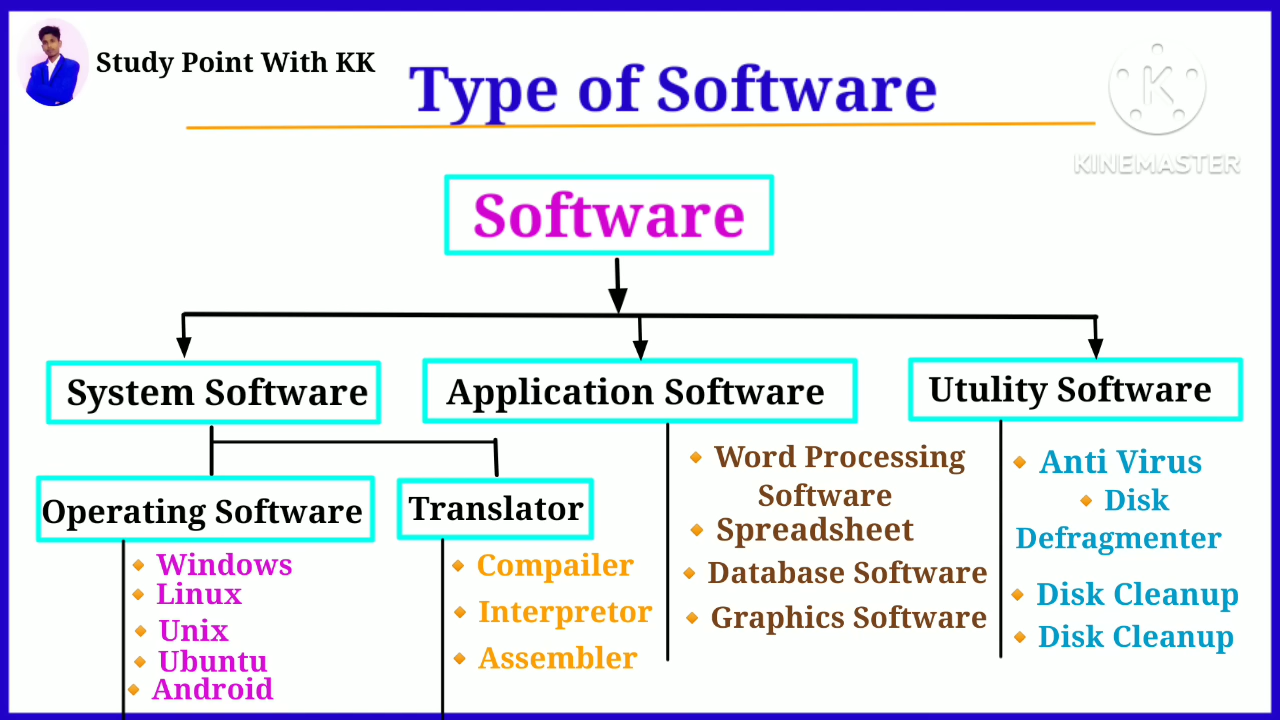 Study Point With KK
Type of Software
K
KINEMASTER
Software
System Software
Application Software
Utulity Software
Operating Software
Translator
🔸 Windows
🔸 Linux
🔸 Unix
🔸 Ubuntu
🔸 Android
🔸 Compailer
🔸 Interpretor
🔸 Assembler
🔸 Word Processing
Software
🔸 Spreadsheet
🔸 Database Software
🔸 Graphics Software
🔸 Anti Virus
🔸 Disk
Defragmenter
🔸 Disk Cleanup
🔸 Disk Cleanup